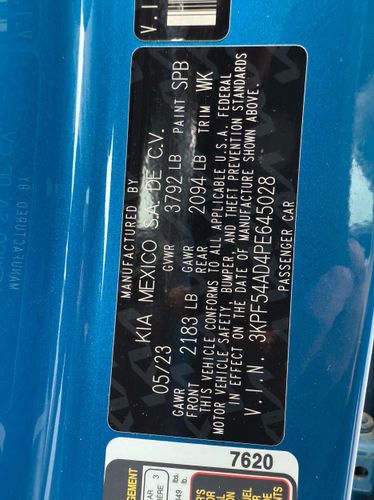 V.I
MANUFACTURED BY
KIA MEXICO S.A. DE C.V.
05/23 GVWR 3792 LB PAINT SPB
GAWR FRONT 2183 LB GAWR REAR 2094 LB TRIM WK
THIS VEHICLE CONFORMS TO ALL APPLICABLE U.S.A. FEDERAL
MOTOR VEHICLE SAFETY, BUMPER, AND THEFT PREVENTION STANDARDS
IN EFFECT ON THE DATE OF MANUFACTURE SHOWN ABOVE.
V.I.N. 3KPF54AD4PE645028
PASSENGER CAR
7620
3
lbs.